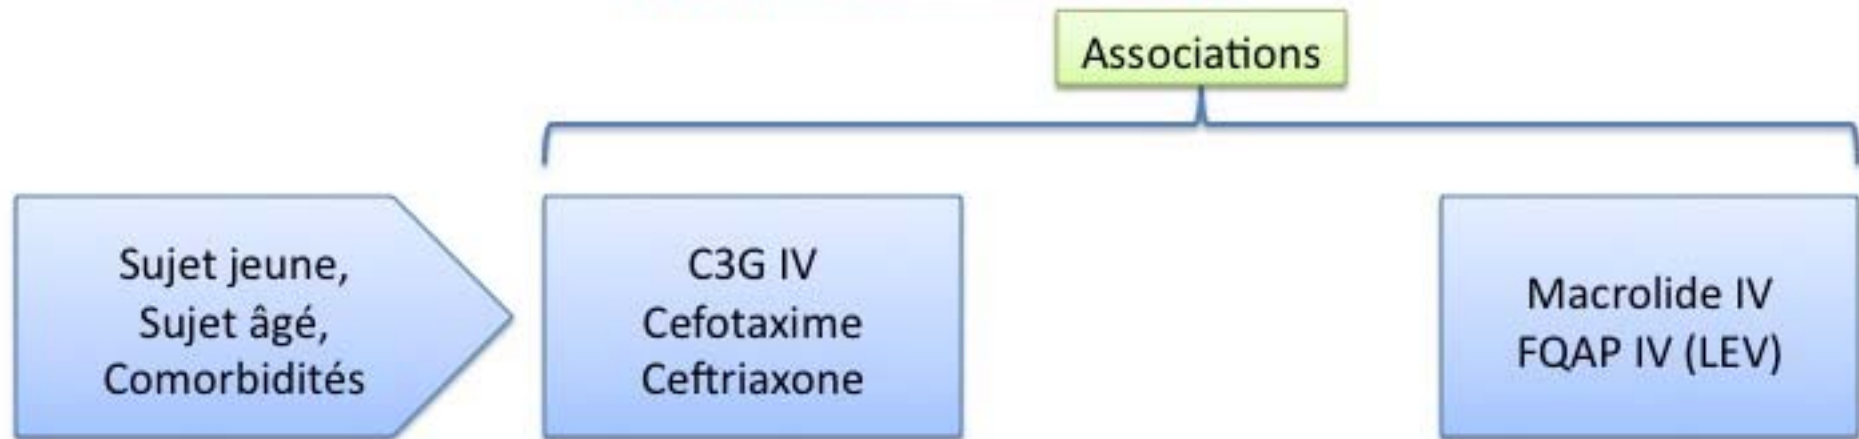 Associations
Sujet jeune,
Sujet âgé,
Comorbidités
C3G IV
Cefotaxime
Ceftriaxone
Macrolide IV
FQAP IV (LEV)